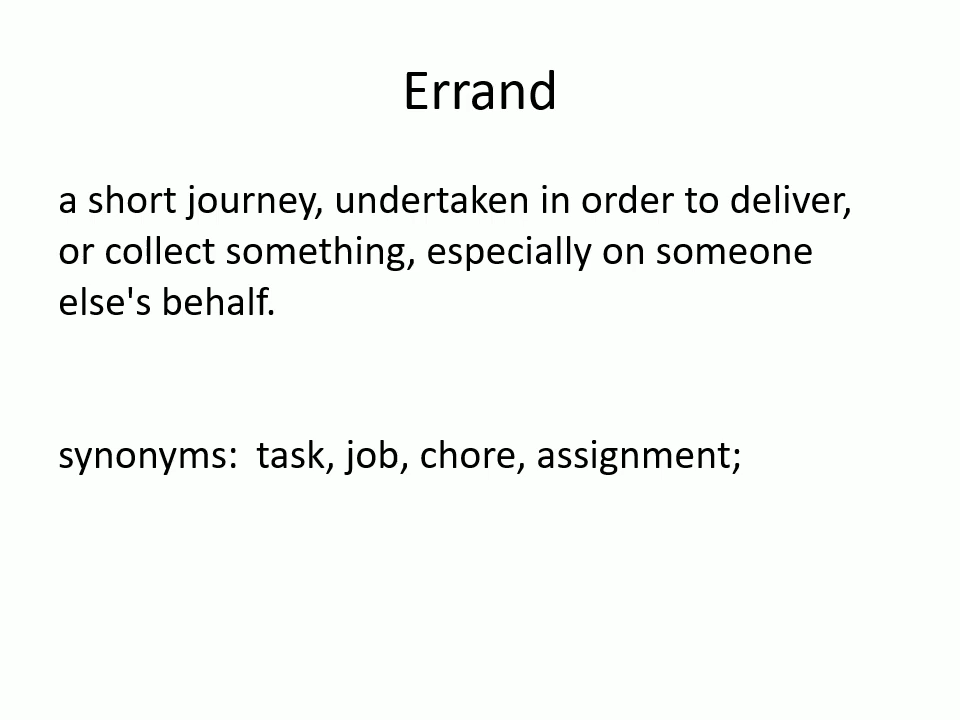 Errand
a short journey, undertaken in order to deliver,
or collect something, especially on someone
else's behalf.
synonyms:  task, job, chore, assignment;